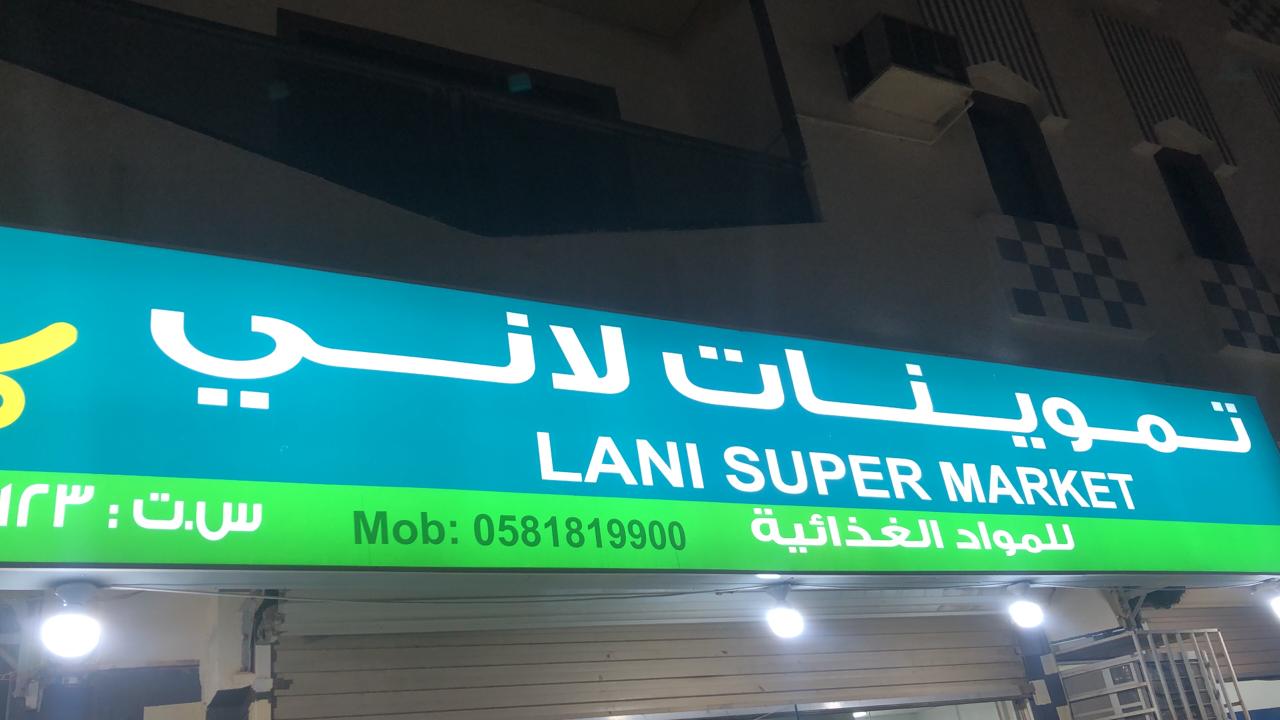 تموينات لاني
LANI SUPER MARKET
للمواد الغذائية
Mob: 0581819900
س.ت :